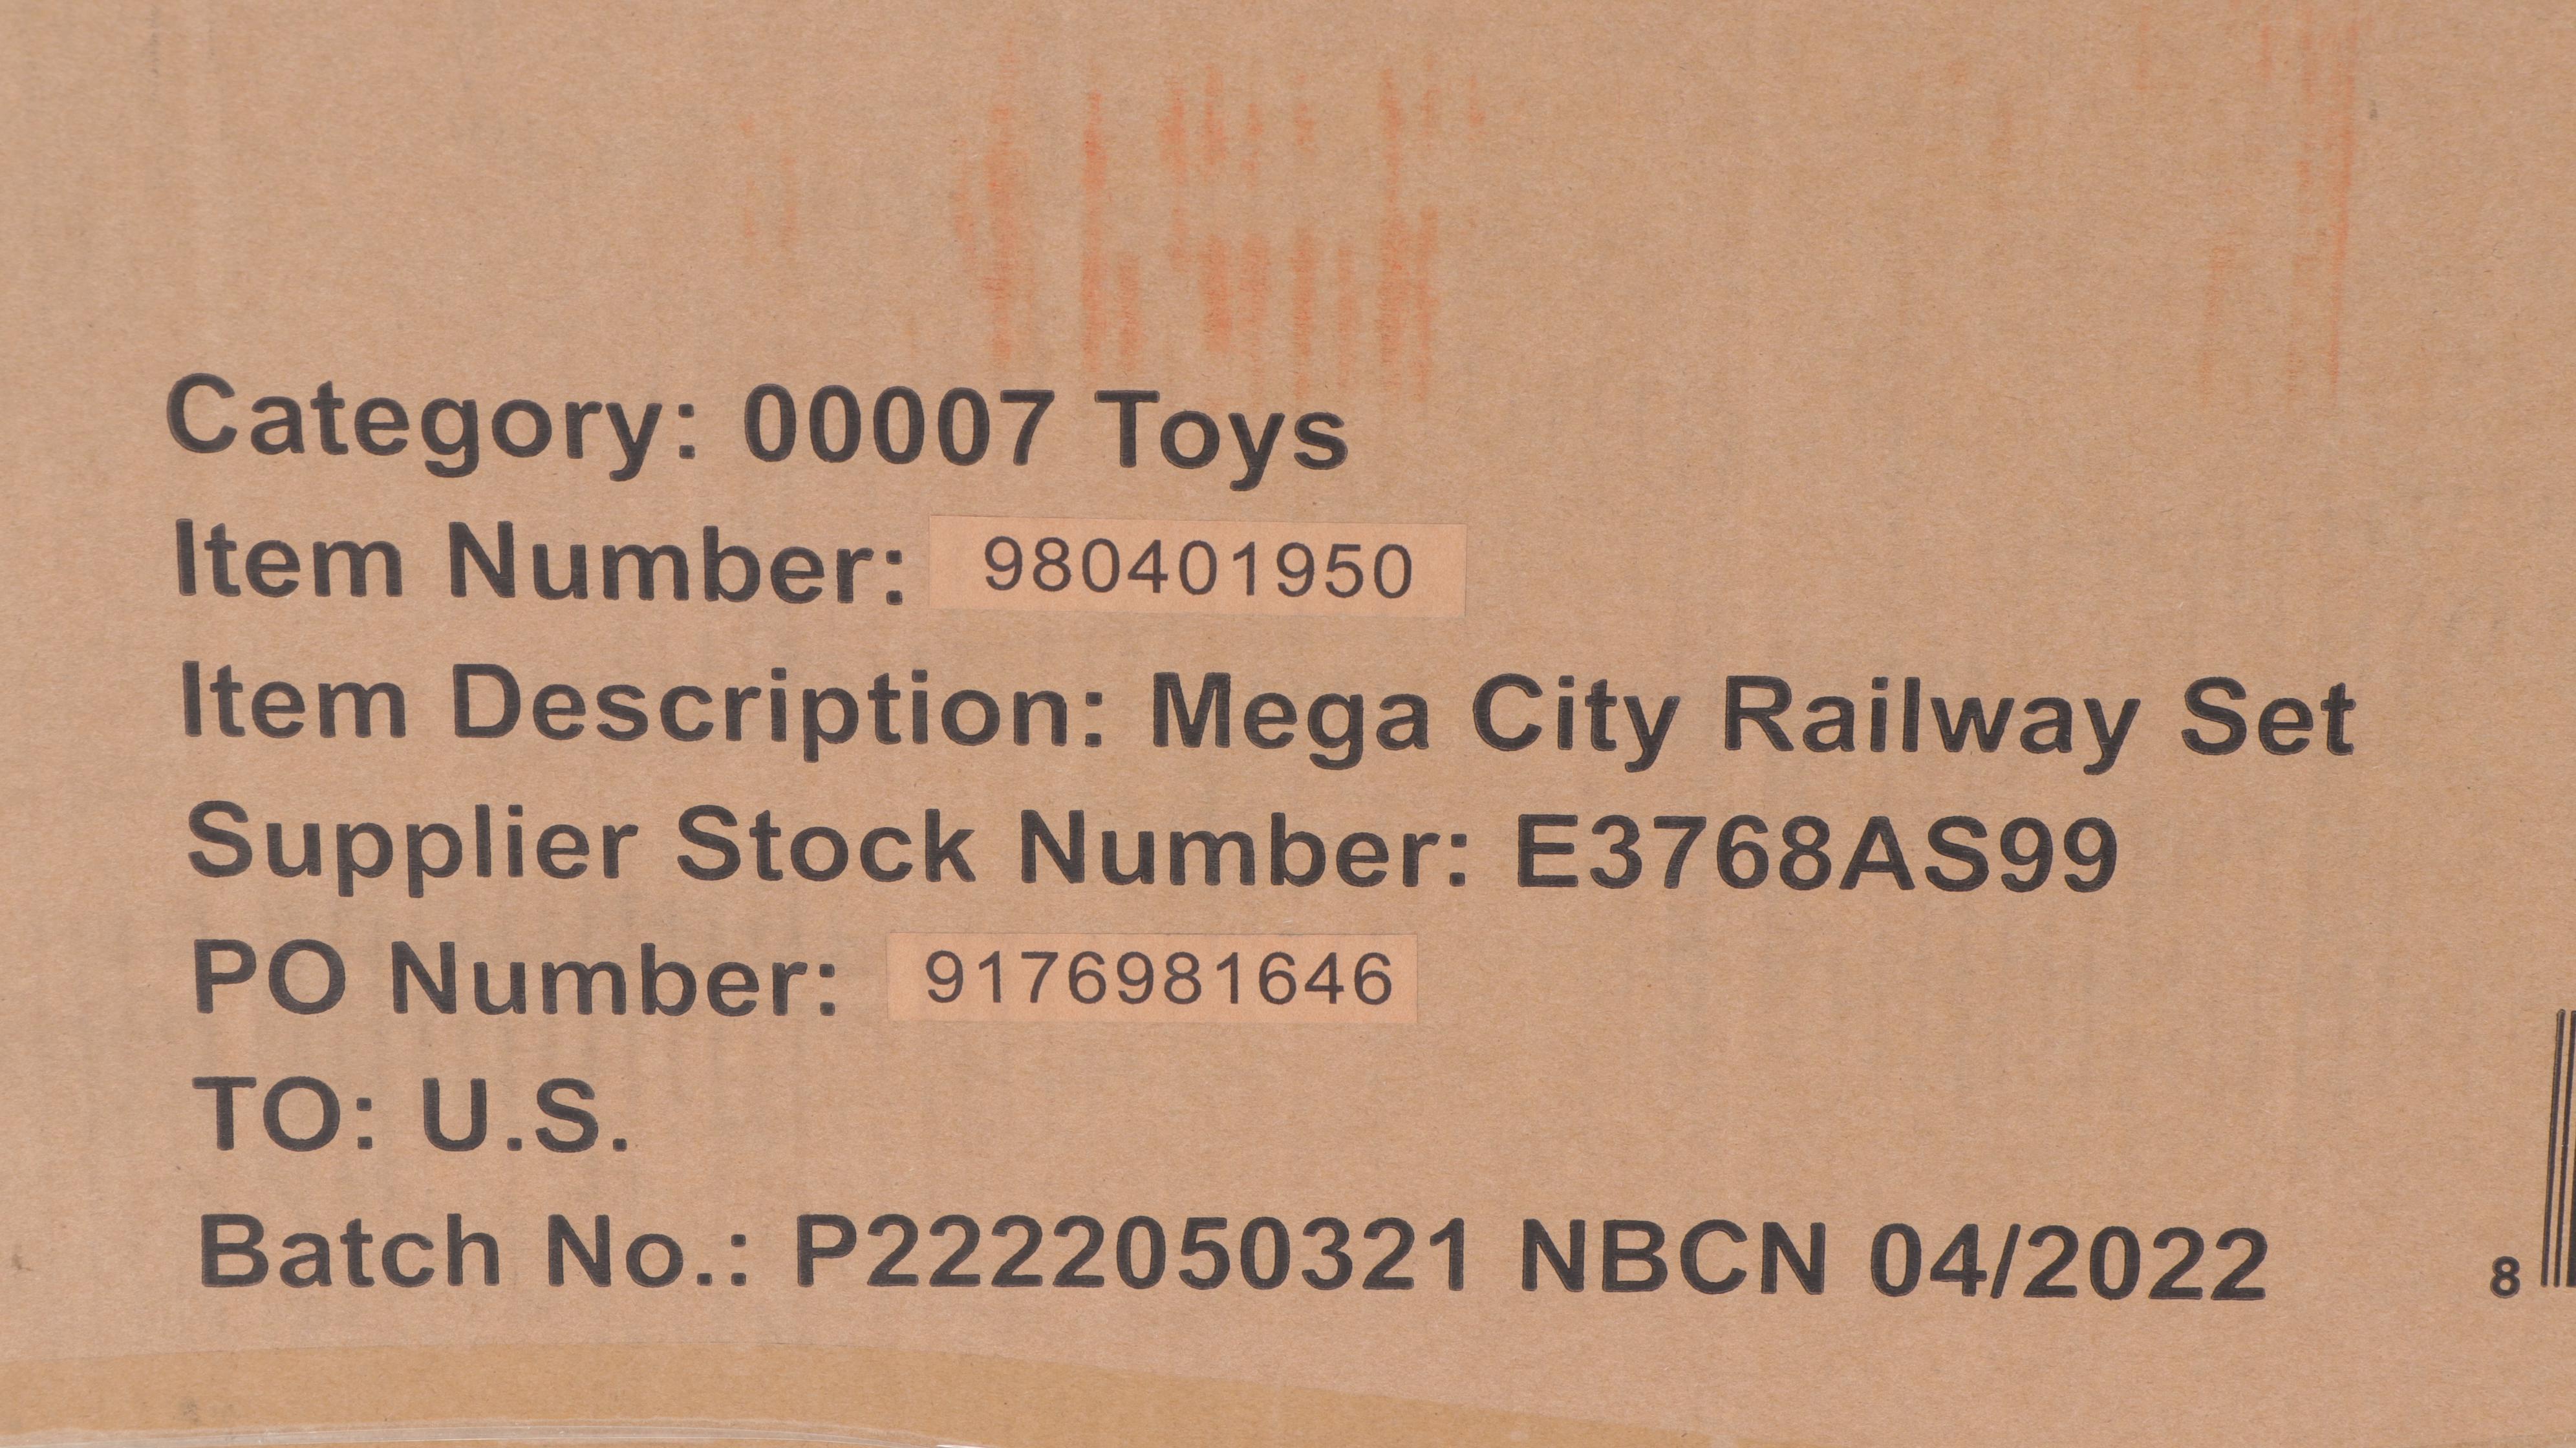 Category: 00007 Toys
Item Number: 980401950
Item Description: Mega City Railway Set
Supplier Stock Number: E3768AS99
PO Number: 9176981646
TO: U.S.
Batch No.: P2222050321 NBCN 04/2022
8